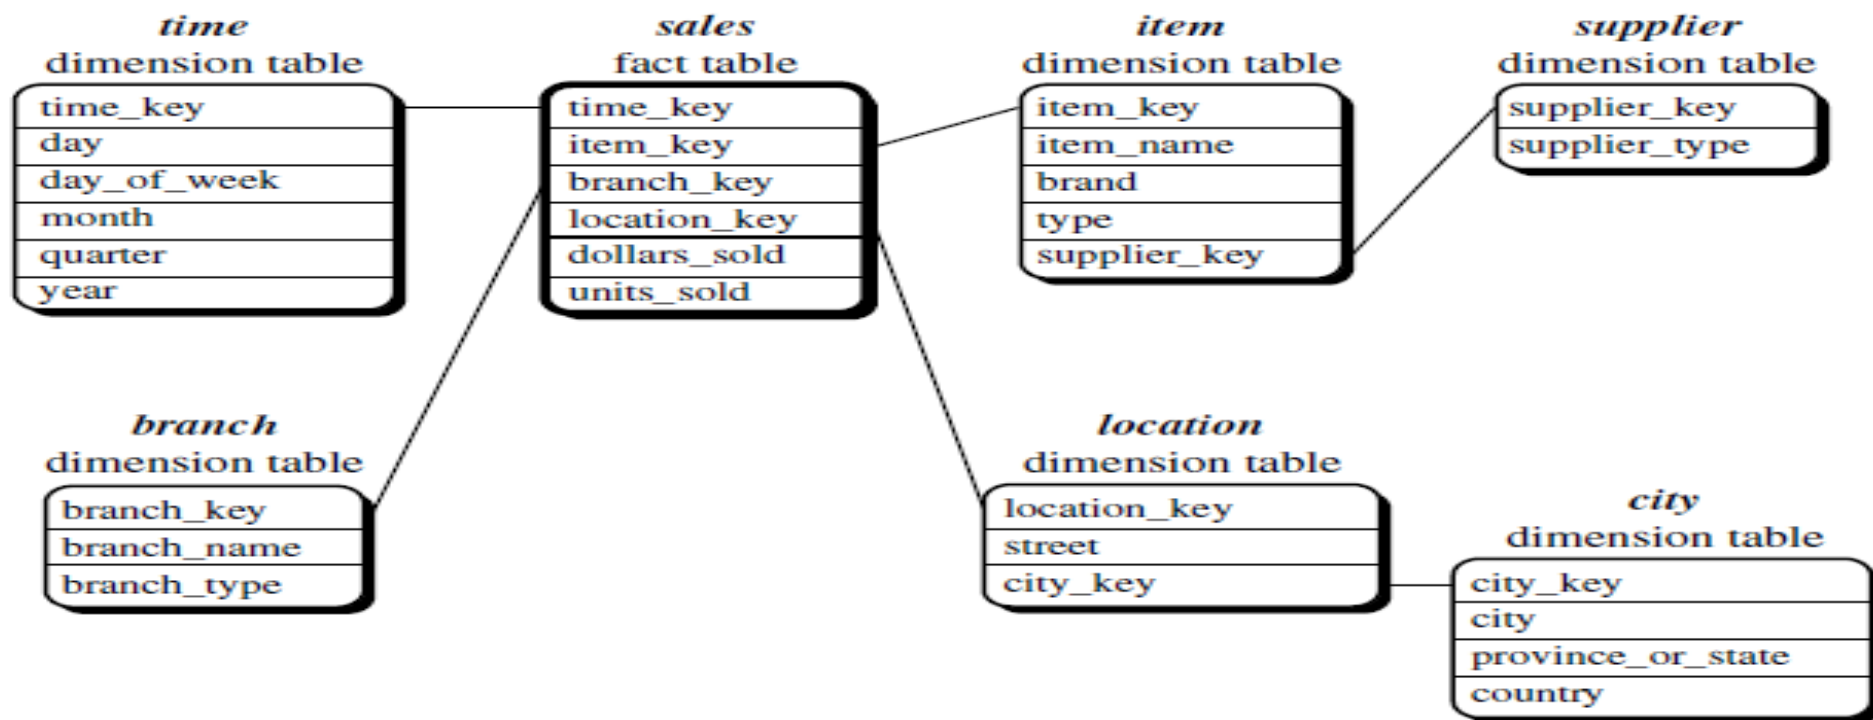 time
dimension table
time_key
day
day_of_week
month
quarter
year
sales
fact table
time_key
item_key
branch_key
location_key
dollars_sold
units_sold
item
dimension table
item_key
item_name
brand
type
supplier_key
supplier
dimension table
supplier_key
supplier_type
branch
dimension table
branch_key
branch_name
branch_type
location
dimension table
location_key
street
city_key
city
dimension table
city_key
city
province_or_state
country